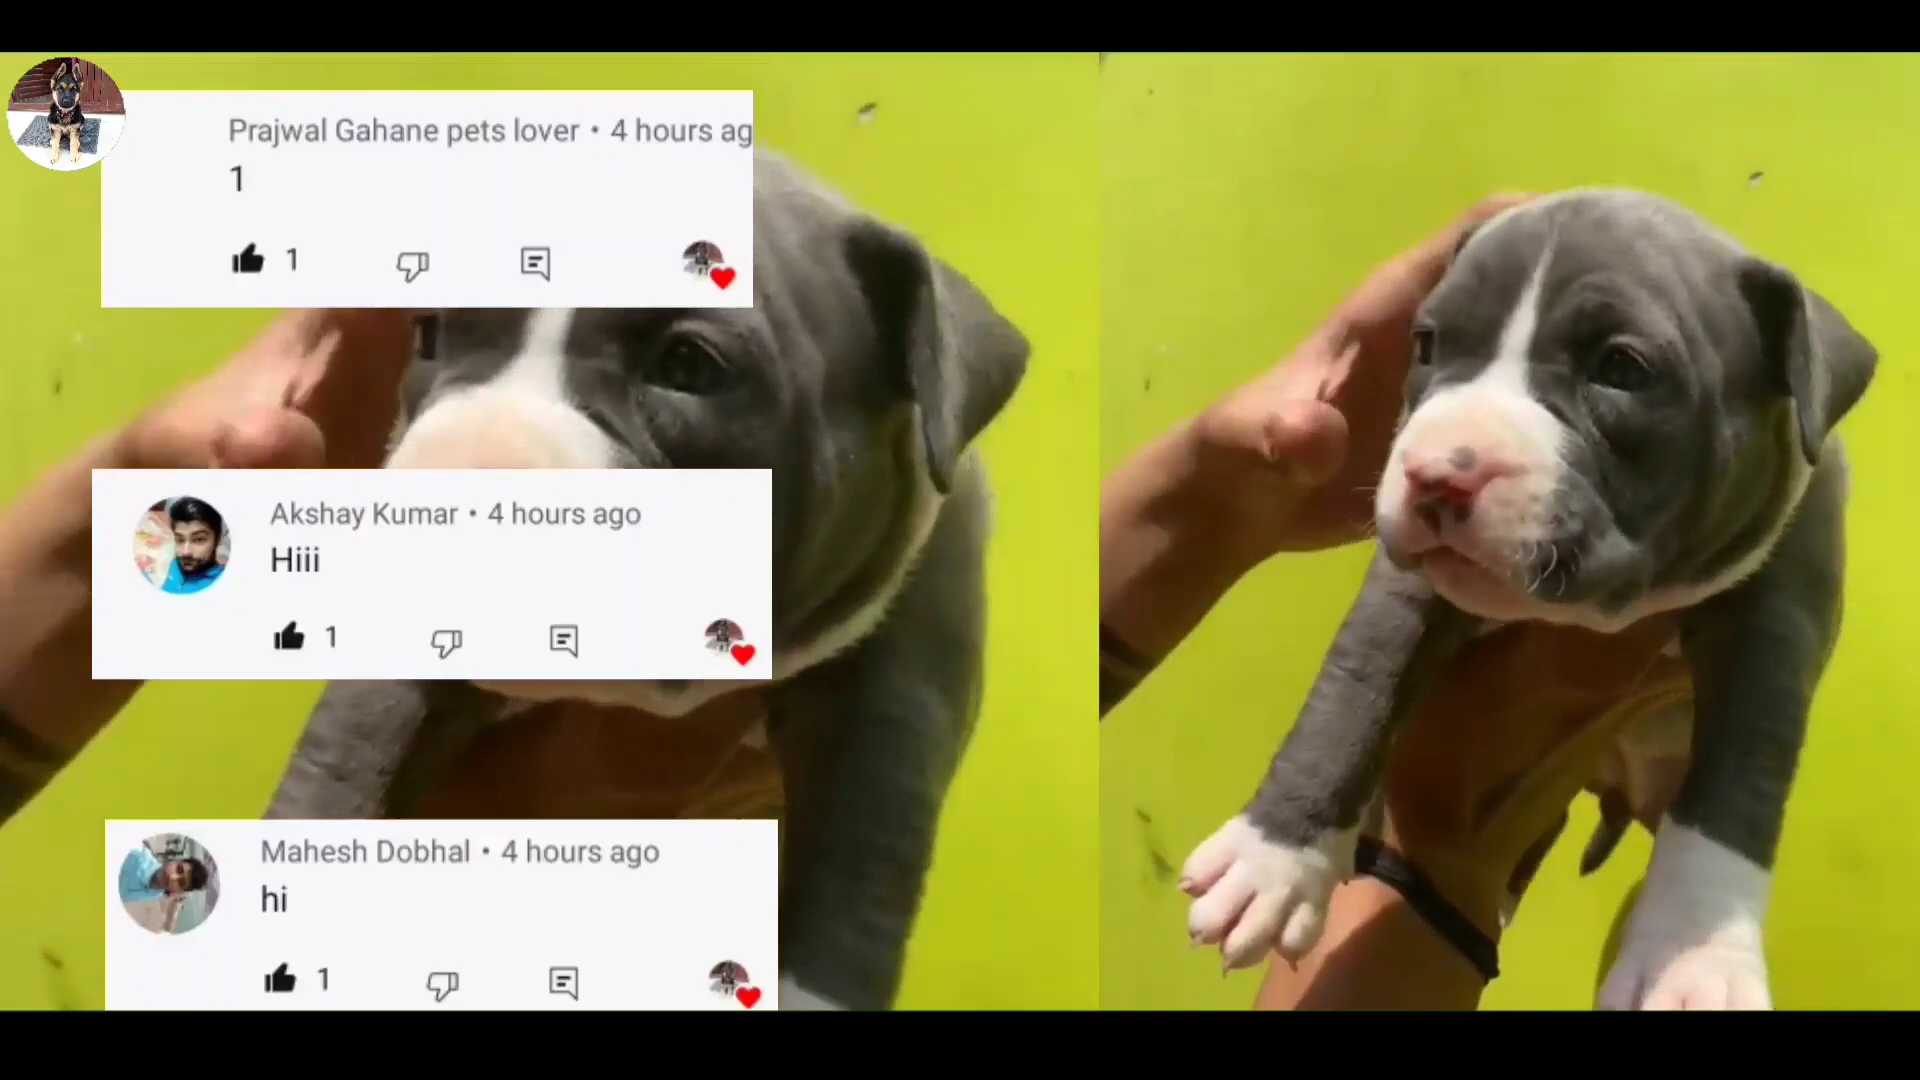 Prajwal Gahane pets lover • 4 hours ag
1
1
Akshay Kumar • 4 hours ago
Hiii
1
Mahesh Dobhal • 4 hours ago
hi
1